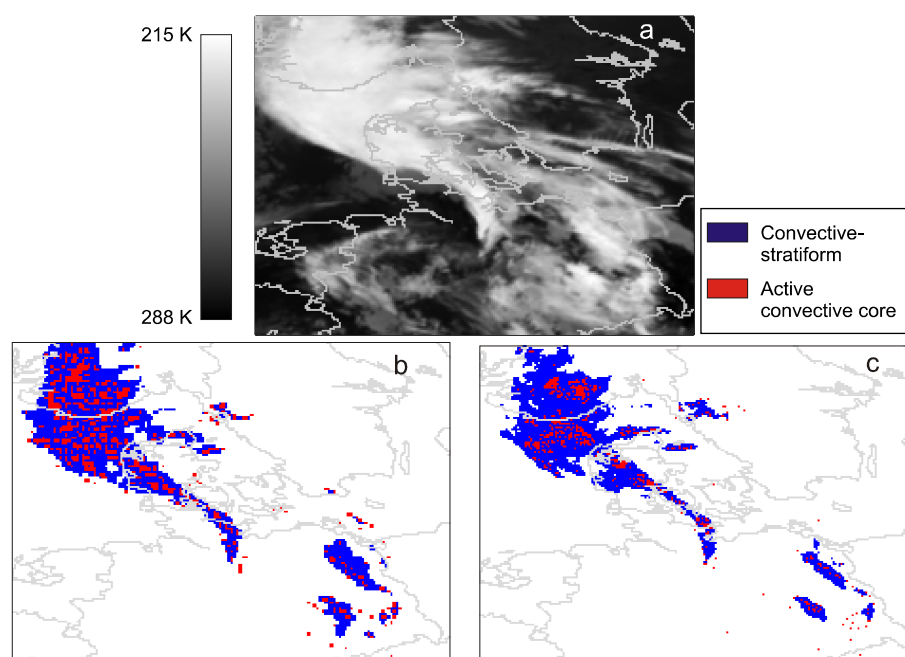 215 K
a
288 K
Convective-
stratiform
Active
convective core
b
c